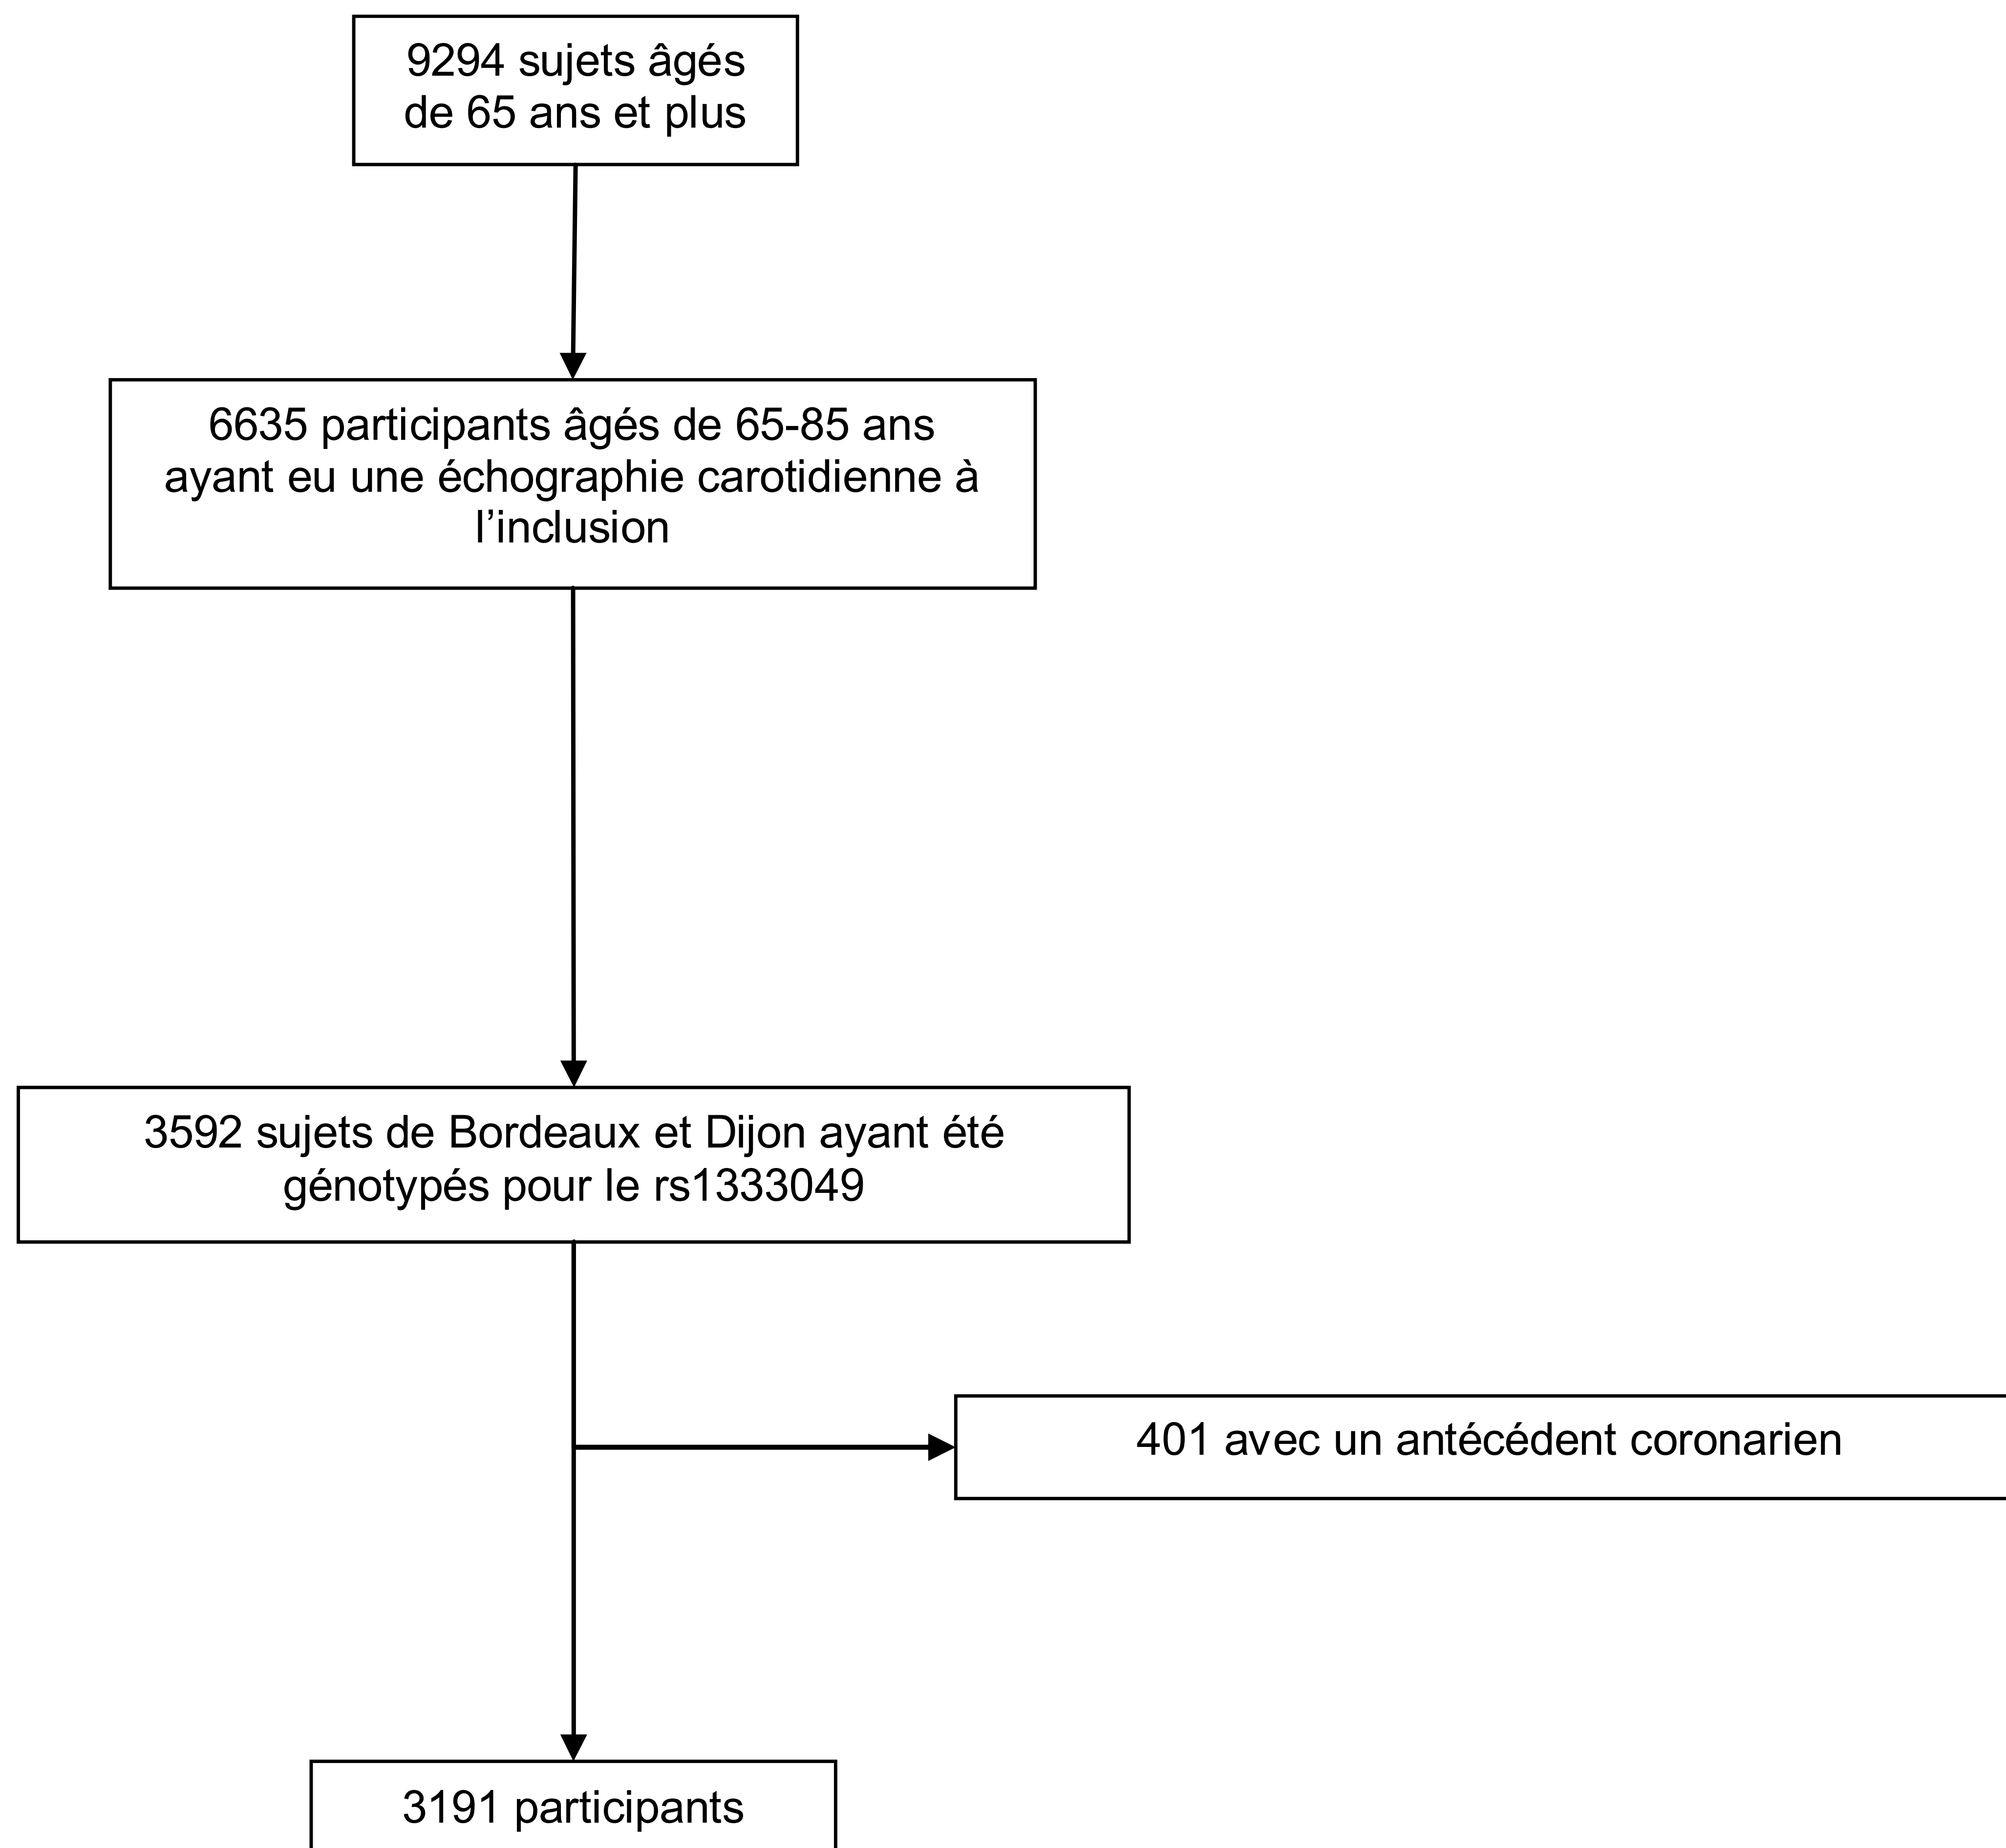 9294 sujets âgés
de 65 ans et plus
6635 participants âgés de 65-85 ans
ayant eu une échographie carotidienne à
l’inclusion
3592 sujets de Bordeaux et Dijon ayant été
génotypés pour le rs1333049
401 avec un antécédent coronarien
3191 participants